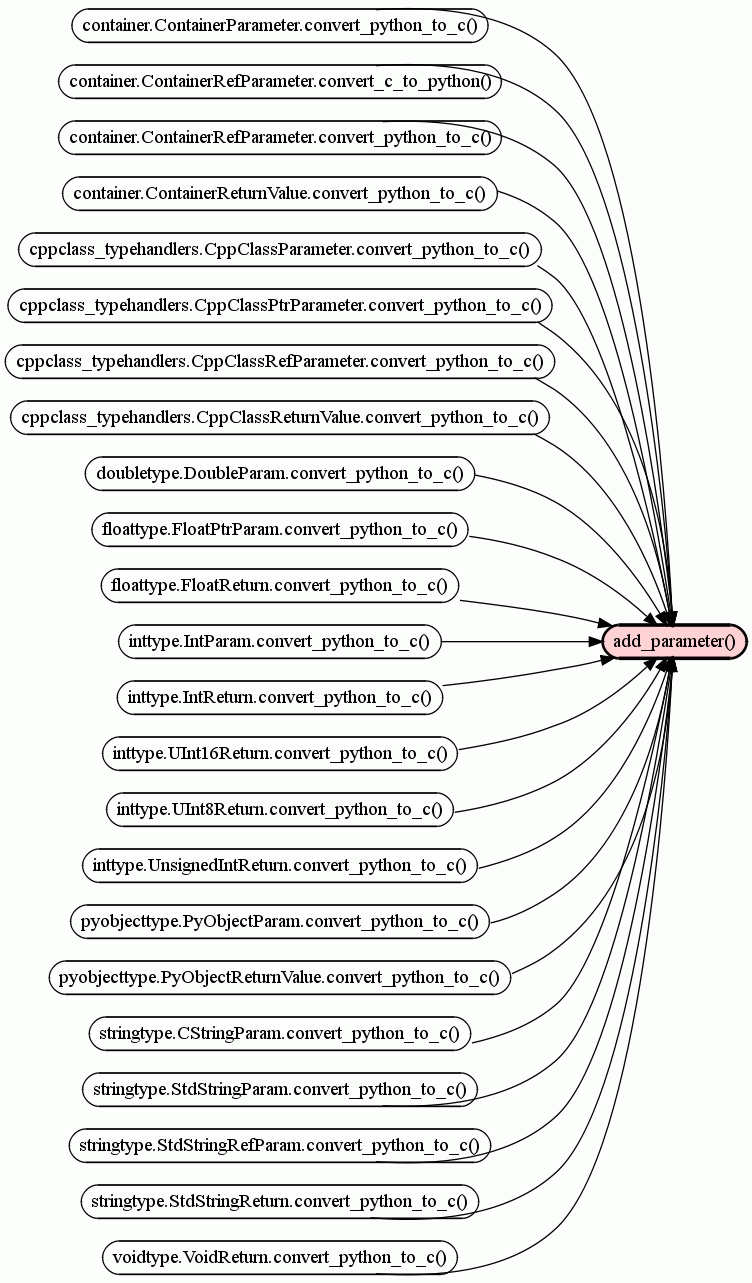 container.ContainerParameter.convert_python_to_c()
container.ContainerRefParameter.convert_c_to_python()
container.ContainerRefParameter.convert_python_to_c()
container.ContainerReturnValue.convert_python_to_c()
cppclass_typehandlers.CppClassParameter.convert_python_to_c()
cppclass_typehandlers.CppClassPtrParameter.convert_python_to_c()
cppclass_typehandlers.CppClassRefParameter.convert_python_to_c()
cppclass_typehandlers.CppClassReturnValue.convert_python_to_c()
doubletype.DoubleParam.convert_python_to_c()
floattype.FloatPtrParam.convert_python_to_c()
floattype.FloatReturn.convert_python_to_c()
inttype.IntParam.convert_python_to_c()
add_parameter()
inttype.IntReturn.convert_python_to_c()
inttype.UInt16Return.convert_python_to_c()
inttype.UInt8Return.convert_python_to_c()
inttype.UnsignedIntReturn.convert_python_to_c()
pyobjecttype.PyObjectParam.convert_python_to_c()
pyobjecttype.PyObjectReturnValue.convert_python_to_c()
stringtype.CStringParam.convert_python_to_c()
stringtype.StdStringParam.convert_python_to_c()
stringtype.StdStringRefParam.convert_python_to_c()
stringtype.StdStringReturn.convert_python_to_c()
voidtype.VoidReturn.convert_python_to_c()